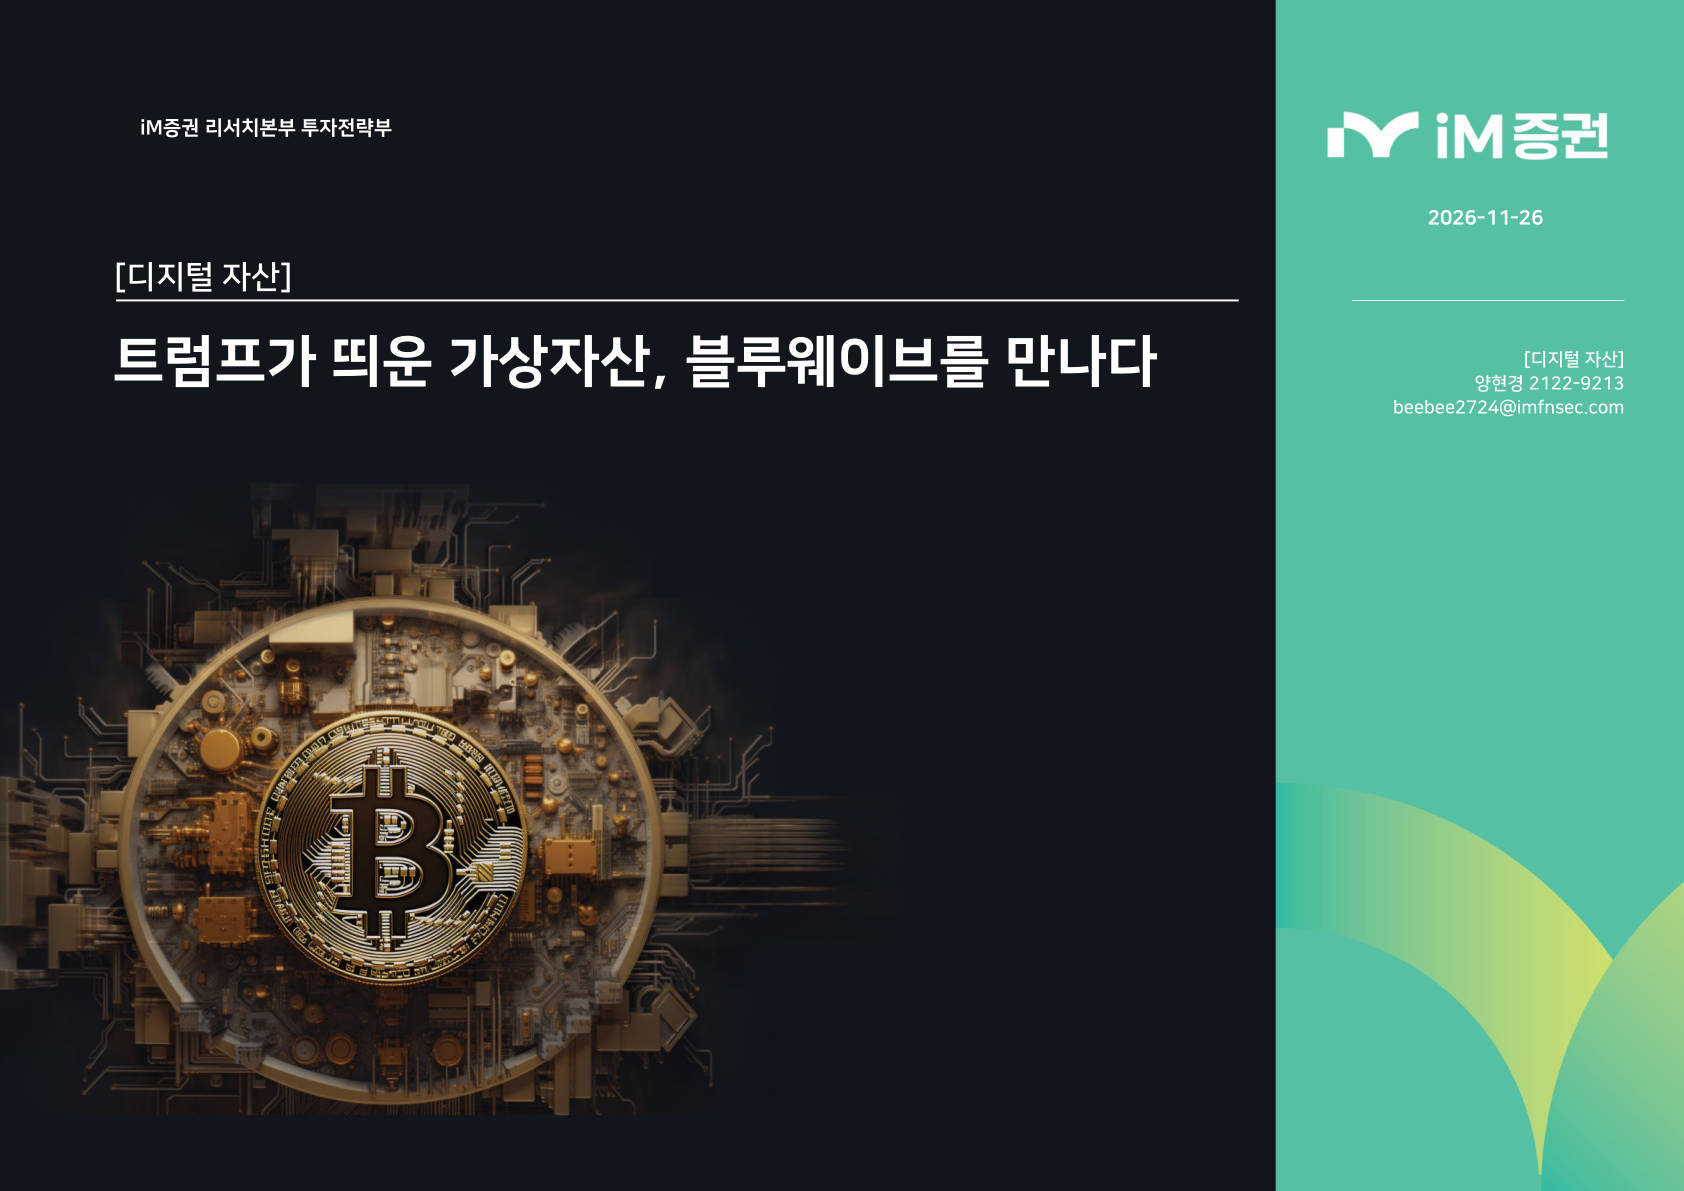 iM증권 리서치본부 투자전략부
[디지털 자산]
트럼프가 띄운 가상자산, 블루웨이브를 만나다
iM증권
2026-11-26
[디지털 자산]
양현경 2122-9213
beebee2724@imfnsec.com